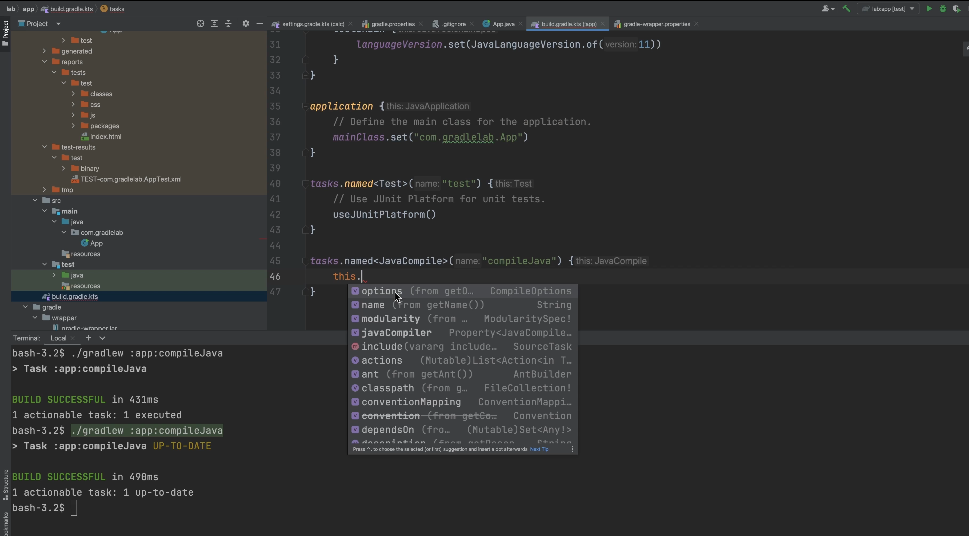 lab
app
build.gradle.kts
tasks
lab:app [test]
Project
settings.gradle.kts (cslc)
gradle.properties
.gitignore
App.java
build.gradle.kts (:app)
gradle-wrapper.properties
Project
test
generated
reports
tests
test
classes
css
js
packages
index.html
test-results
test
binary
TEST-com.gradlelab.AppTest.xml
tmp
src
main
java
com.gradlelab
App
resources
test
java
resources
build.gradle.kts
gradle
wrapper
gradle-wrapper.jar
31 languageVersion.set(JavaLanguageVersion.of( version: 11))
32 }
33 }
34
35 application { this: JavaApplication
36 // Define the main class for the application.
37 mainClass.set("com.gradlelab.App")
38 }
39
40 tasks.named<Test>( name: "test") { this: Test
41 // Use JUnit Platform for unit tests.
42 useJUnitPlatform()
43 }
44
45 tasks.named<JavaCompile>( name: "conpileJava") { this: JavaCompile
46 this.
47 }
options (from getO... CompileOptions
name (from getName()) String
modularity (from ... ModularitySpec!
javaCompiler Property<JavaCompile...
include(vararg include... SourceTask
actions (Mutable)List<Action<in T...
ant (from getAnt()) AntBuilder
classpath (from g... FileCollection!
conventionMapping ConventionMappi...
convention (from getCo... Convention
dependsOn (fro... (Mutable)Set<Any!>
description String
Press ^. to choose the selected (or first) suggestion and insert a dot afterwards Next Tip
Terminal: Local
bash-3.2$ ./gradlew :app:compileJava
> Task :app:compileJava
BUILD SUCCESSFUL in 431ms
1 actionable task: 1 executed
bash-3.2$ ./gradlew :app:compileJava
> Task :app:compileJava UP-TO-DATE
BUILD SUCCESSFUL in 490ms
1 actionable task: 1 up-to-date
bash-3.2$
Structure